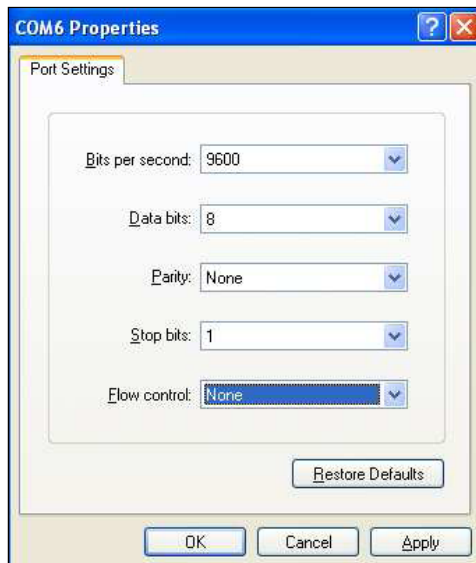 COM6 Properties
Port Settings
Bits per second: 9600
Data bits: 8
Parity: None
Stop bits: 1
Flow control: None
Restore Defaults
OK Cancel Apply